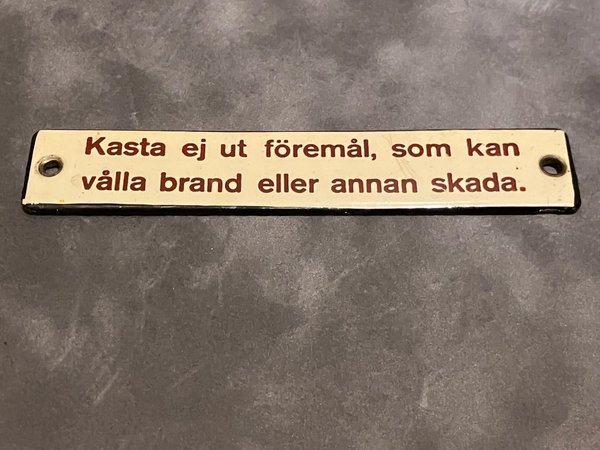 Kasta ej ut föremål, som kan
vålla brand eller annan skada.